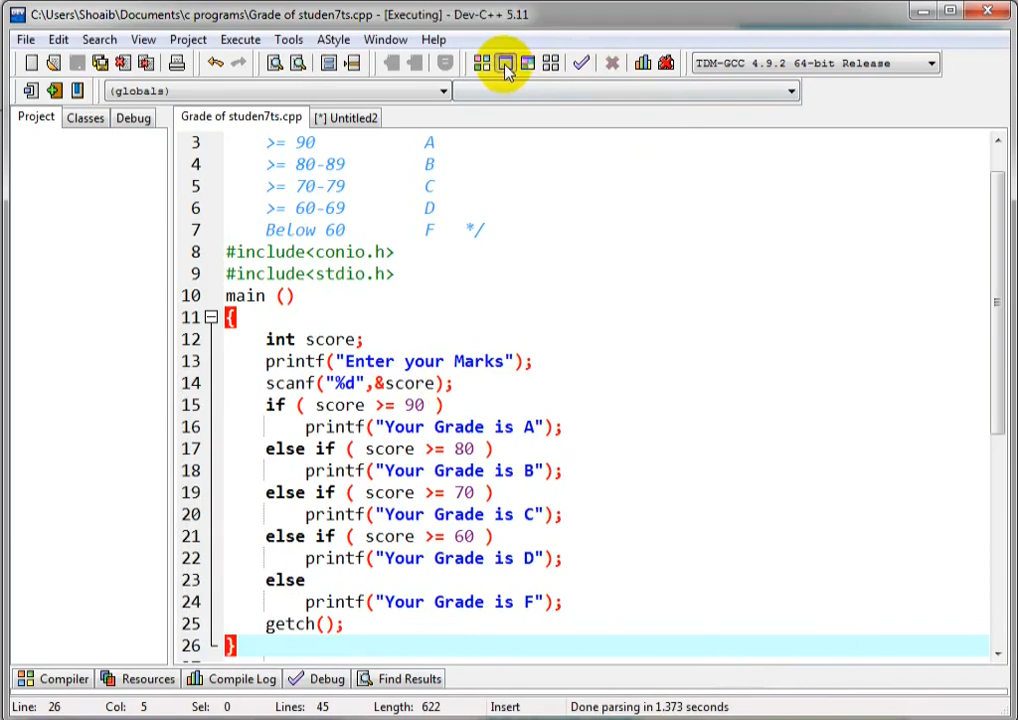 C:\Users\Shoaib\Documents\c programs\Grade of studen7ts.cpp - [Executing] - Dev-C++ 5.11
File Edit Search View Project Execute Tools AStyle Window Help
TDM-GCC 4.9.2 64-bit Release
(globals)
Project Classes Debug Grade of studen7ts.cpp [*] Untitled2
3 >= 90 A
4 >= 80-89 B
5 >= 70-79 C
6 >= 60-69 D
7 Below 60 F */
8 #include<conio.h>
9 #include<stdio.h>
10 main ()
11 {
12 int score;
13 printf("Enter your Marks");
14 scanf("%d",&score);
15 if ( score >= 90 )
16 printf("Your Grade is A");
17 else if ( score >= 80 )
18 printf("Your Grade is B");
19 else if ( score >= 70 )
20 printf("Your Grade is C");
21 else if ( score >= 60 )
22 printf("Your Grade is D");
23 else
24 printf("Your Grade is F");
25 getch();
26 }
Compiler Resources Compile Log Debug Find Results
Line: 26 Col: 5 Sel: 0 Lines: 45 Length: 622 Insert Done parsing in 1.373 seconds